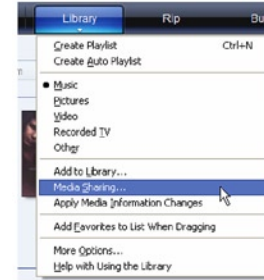 Library Rip Bu
Create Playlist Ctrl+N
Create Auto Playlist
Music
Pictures
Video
Recorded TV
Other
Add to Library...
Media Sharing...
Apply Media Information Changes
Add Favorites to List When Dragging
More Options...
Help with Using the Library